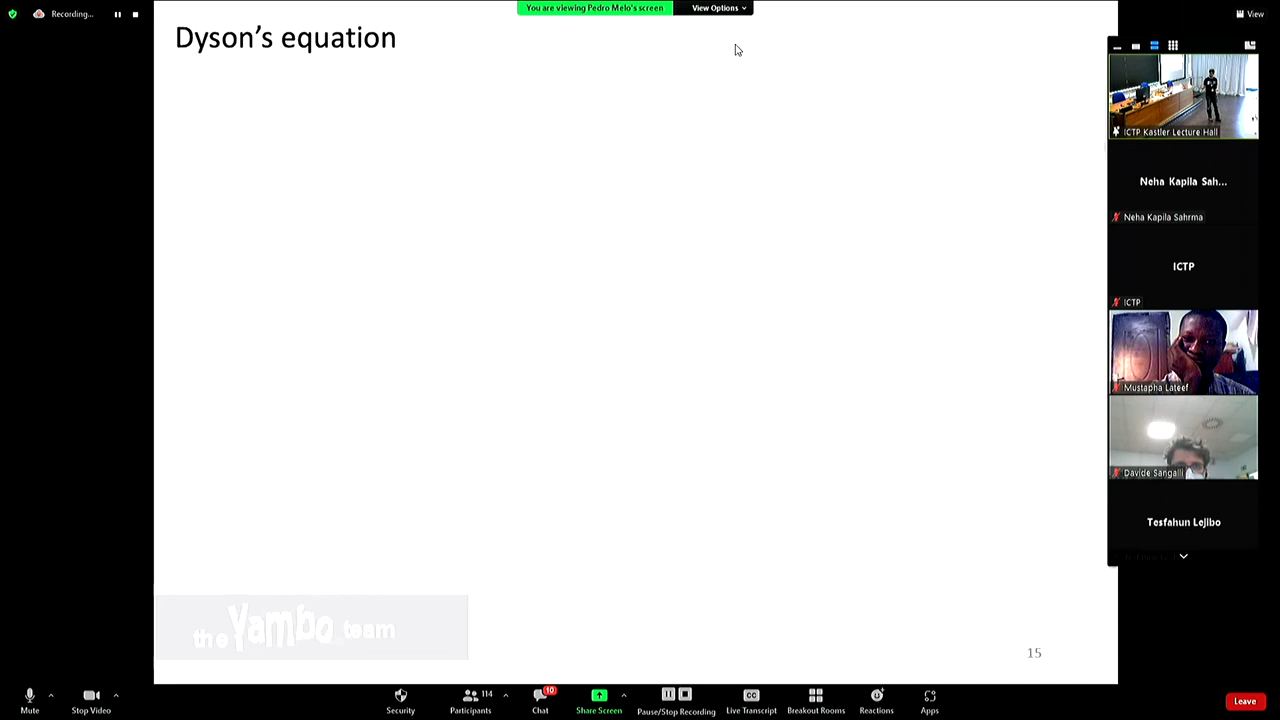 Recording...
You are viewing Pedro Melo's screen
View Options
View
Dyson's equation
ICTP Kastler Lecture Hall
Neha Kapila Sah...
Neha Kapila Sahrma
ICTP
ICTP
Mustapha Lateef
Davide Sangalli
Tesfahun Lejibo
the Yambo team
15
Mute
Stop Video
Security
114
Participants
10
Chat
Share Screen
Pause/Stop Recording
CC
Live Transcript
Breakout Rooms
Reactions
Apps
Leave